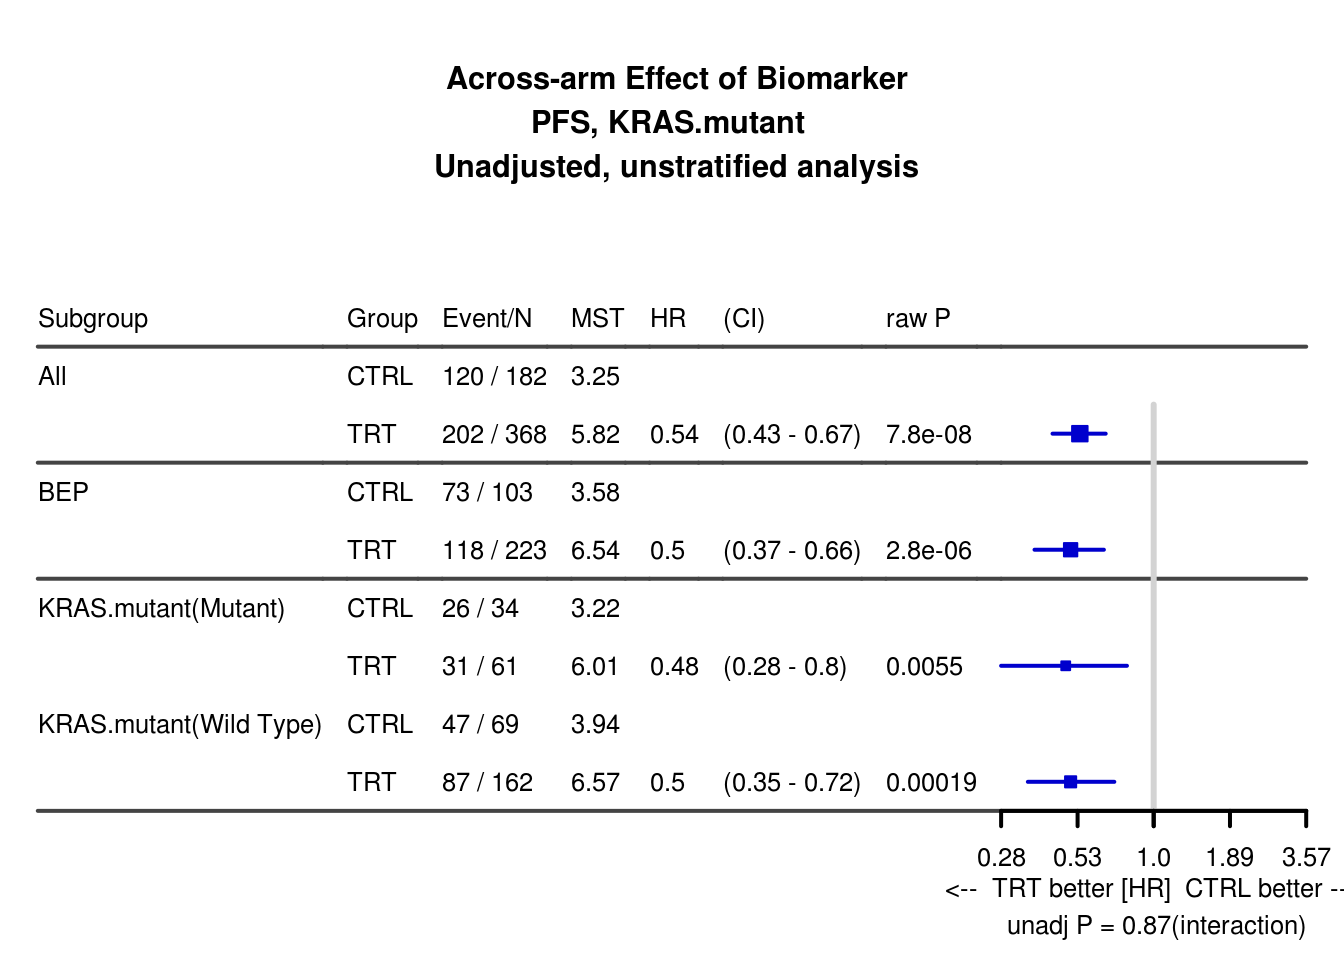 Across-arm Effect of Biomarker
PFS, KRAS.mutant
Unadjusted, unstratified analysis
Subgroup Group Event/N MST HR (CI) raw P
All CTRL 120 / 182 3.25
TRT 202 / 368 5.82 0.54 (0.43 - 0.67) 7.8e-08
BEP CTRL 73 / 103 3.58
TRT 118 / 223 6.54 0.5 (0.37 - 0.66) 2.8e-06
KRAS.mutant(Mutant) CTRL 26 / 34 3.22
TRT 31 / 61 6.01 0.48 (0.28 - 0.8) 0.0055
KRAS.mutant(Wild Type) CTRL 47 / 69 3.94
TRT 87 / 162 6.57 0.5 (0.35 - 0.72) 0.00019
0.28 0.53 1.0 1.89 3.57
<-- TRT better [HR] CTRL better --
unadj P = 0.87(interaction)